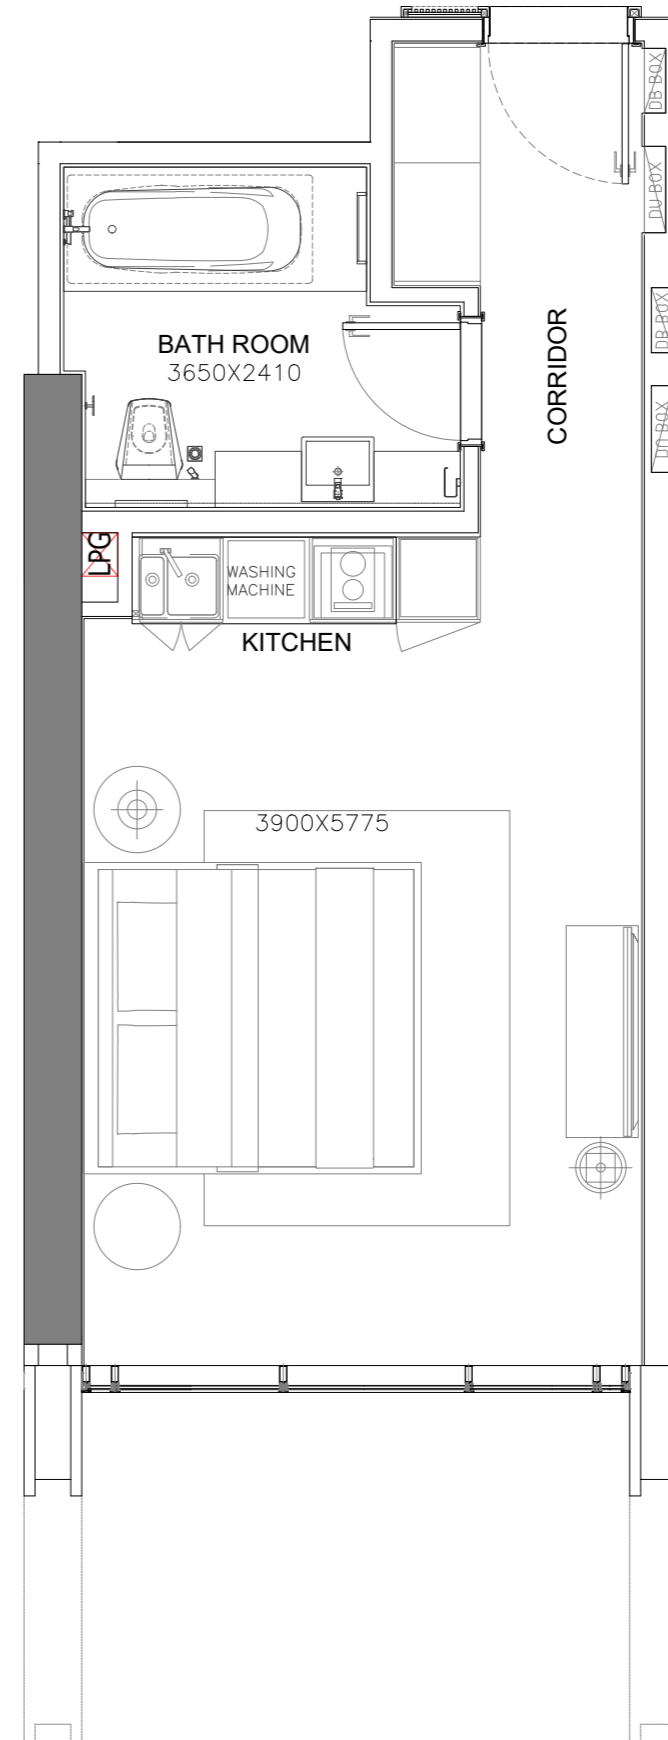 DB BOX
DU BOX
DB BOX
DU BOX
CORRIDOR
BATH ROOM
3650X2410
LPG
WASHING
MACHINE
KITCHEN
3900X5775